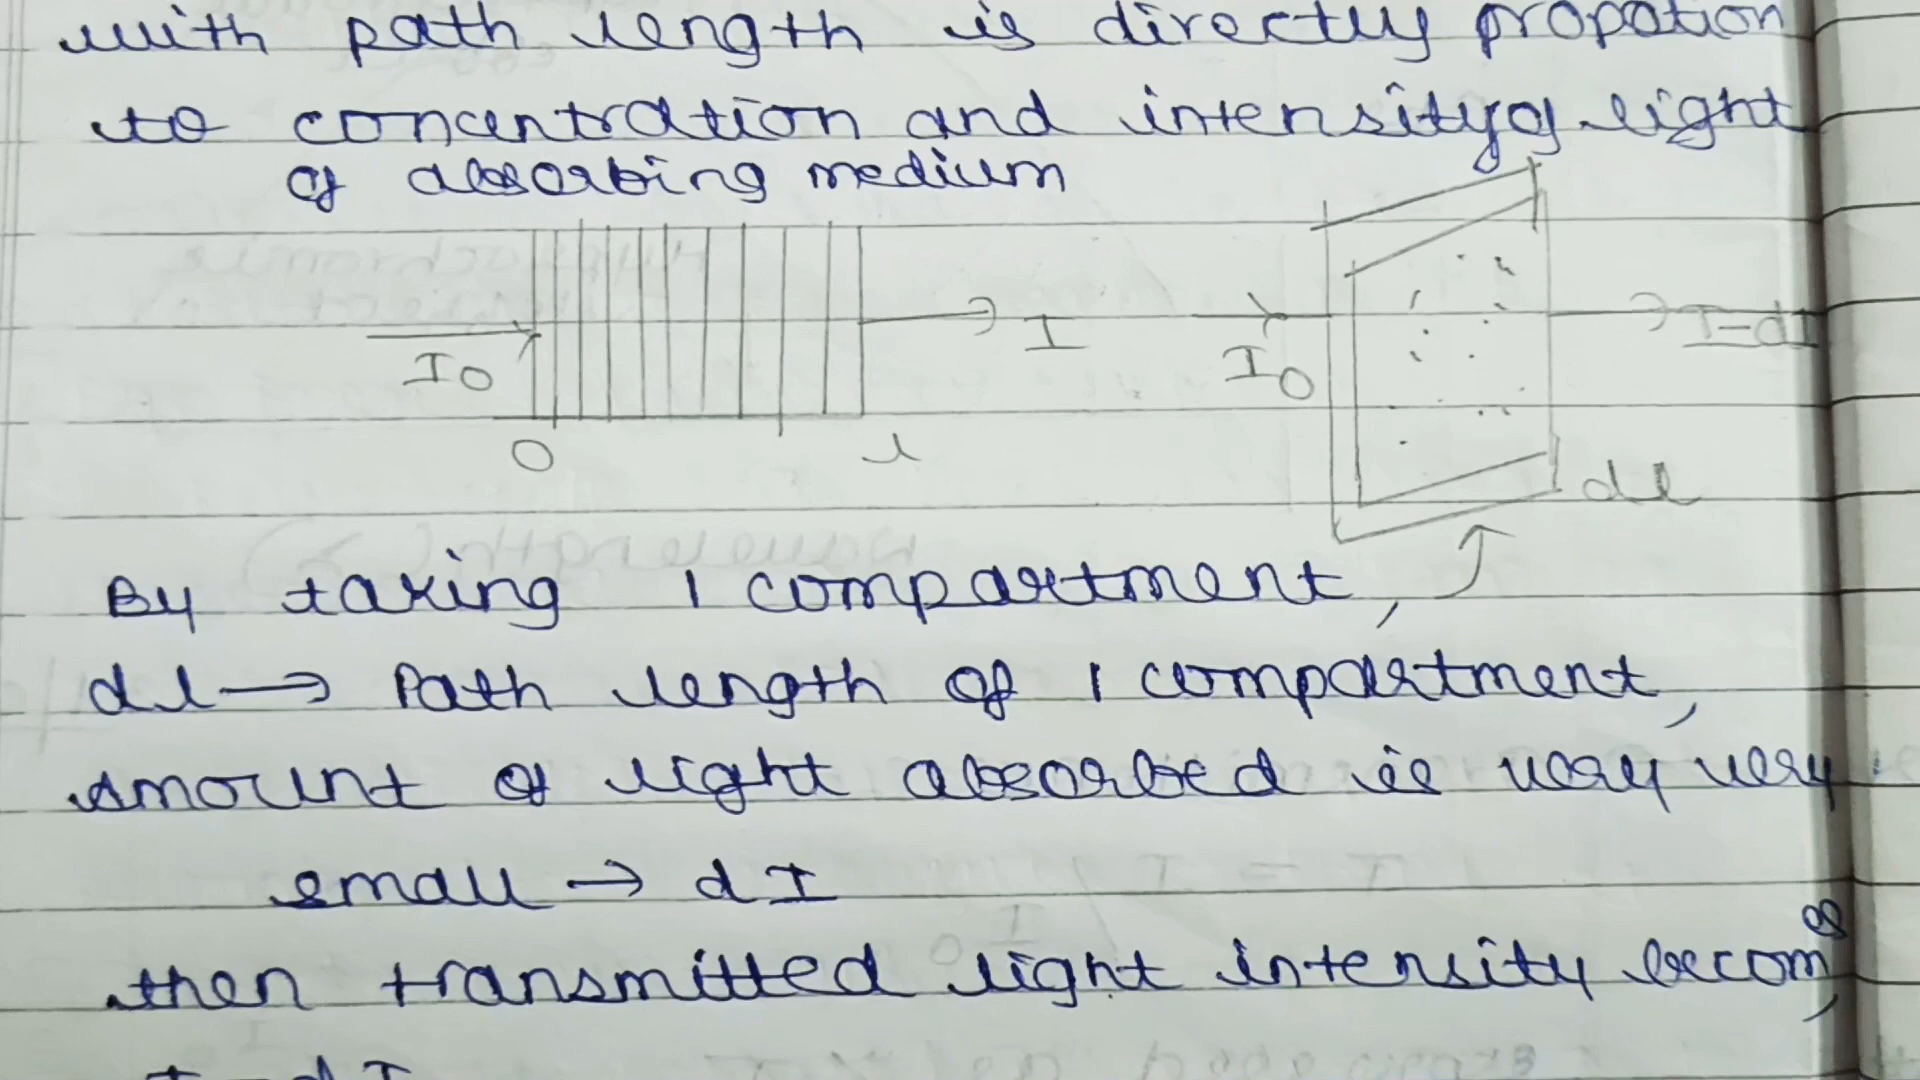 with path length is directly propotion
to concentration and intensity of light
of absorbing medium
I0 I I0 I-dI
0 l dl
By taking 1 compartment,
dl → Path length of 1 compartment,
Amount of light absorbed is very very
small → dI
then transmitted light intensity becomes,
I-dI